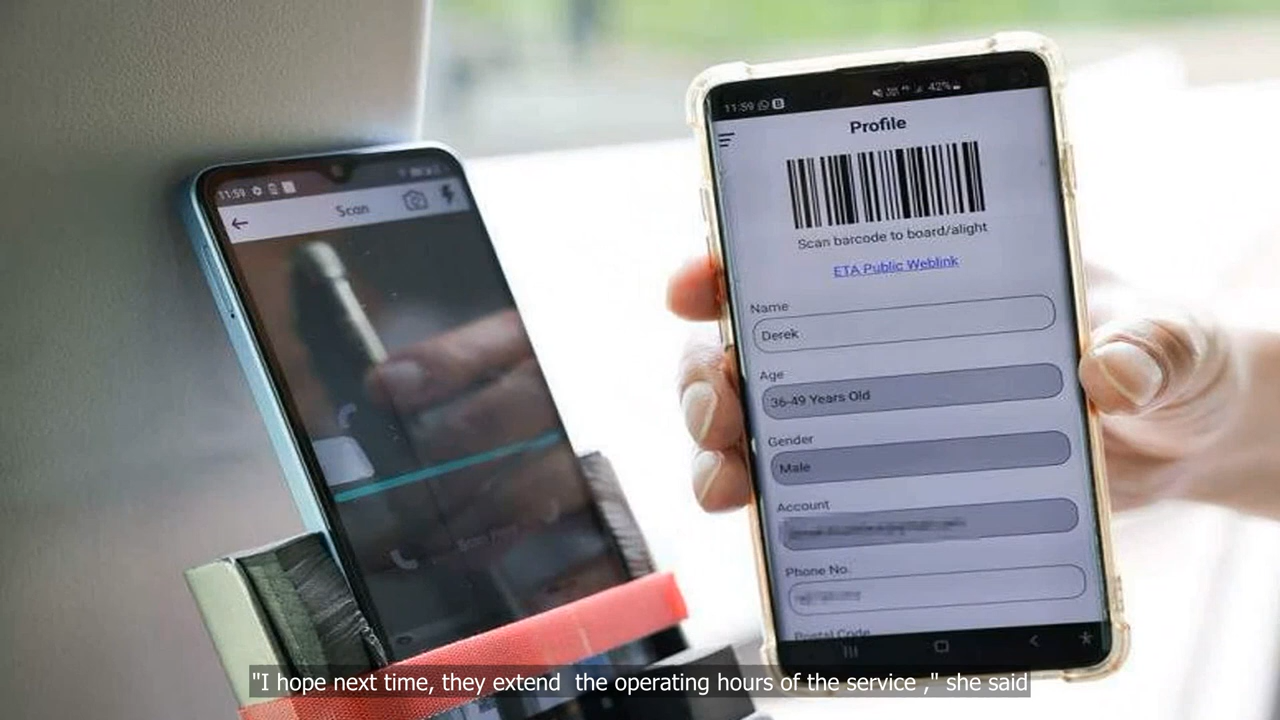 11:59
Scan
11:59
42%
Profile
Scan barcode to board/alight
ETA Public Weblink
Name
Derek
Age
36-49 Years Old
Gender
Male
Account
Phone No.
Postal Code
"I hope next time, they extend  the operating hours of the service ," she said